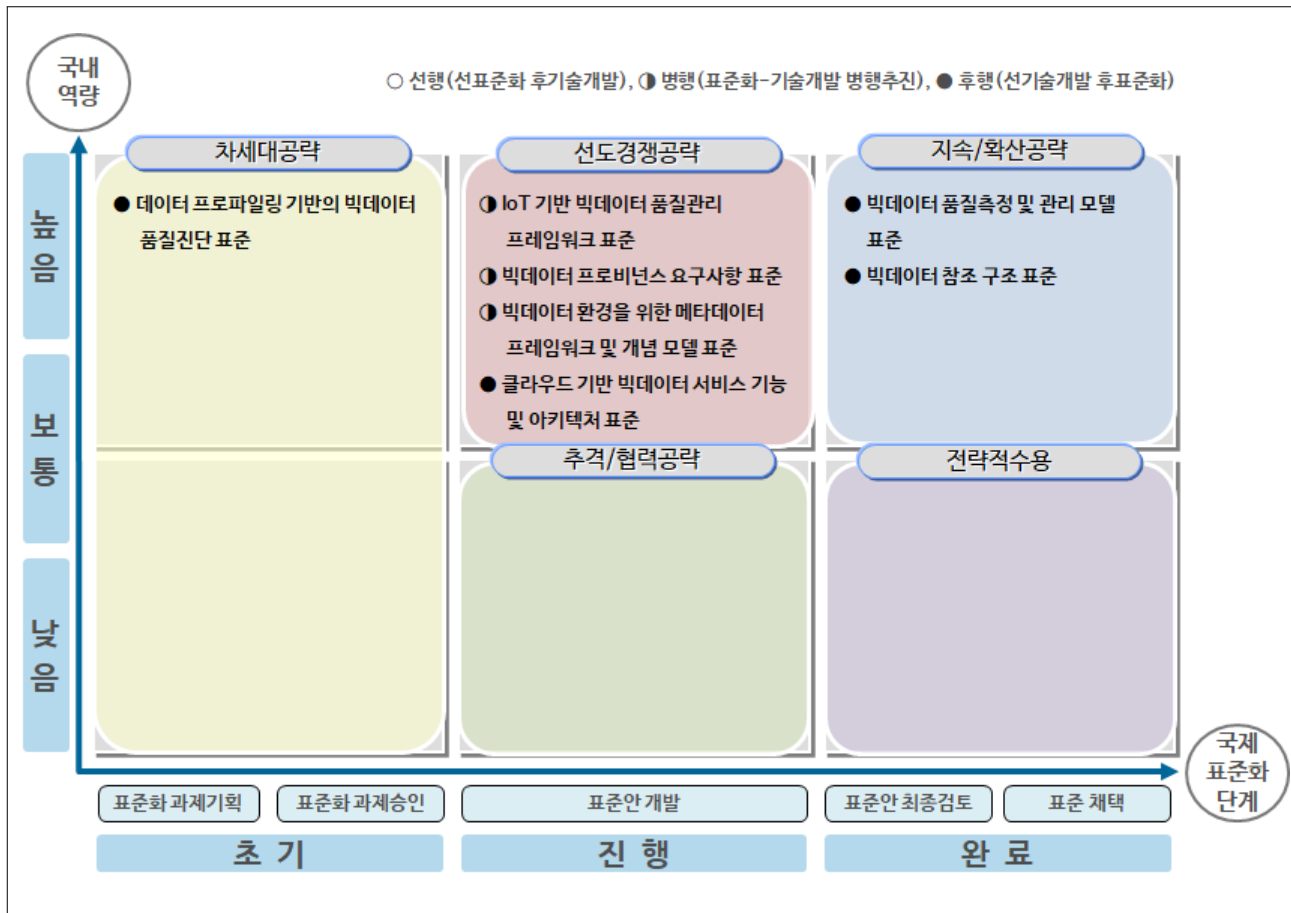 국내
역량
○ 선행(선표준화 후기술개발), ◑ 병행(표준화-기술개발 병행추진), ● 후행(선기술개발 후표준화)
차세대공략
● 데이터 프로파일링 기반의 빅데이터
품질진단 표준
선도경쟁공략
◑ IoT 기반 빅데이터 품질관리
프레임워크 표준
◑ 빅데이터 프로비넌스 요구사항 표준
◑ 빅데이터 환경을 위한 메타데이터
프레임워크 및 개념 모델 표준
● 클라우드 기반 빅데이터 서비스 기능
및 아키텍처 표준
지속/확산공략
● 빅데이터 품질측정 및 관리 모델
표준
● 빅데이터 참조 구조 표준
추격/협력공략
전략적수용
높
음
보
통
낮
음
국제
표준화
단계
표준화 과제기획
표준화 과제승인
표준안 개발
표준안 최종검토
표준 채택
초 기
진 행
완 료